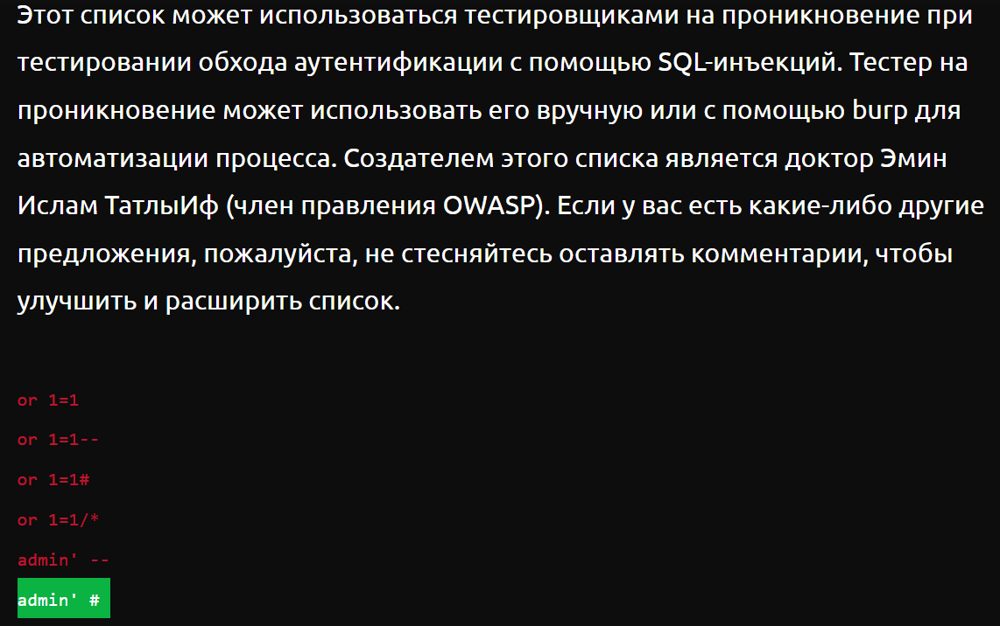 Этот список может использоваться тестировщиками на проникновение при
тестировании обхода аутентификации с помощью SQL-инъекций. Тестер на
проникновение может использовать его вручную или с помощью burp для
автоматизации процесса. Создателем этого списка является доктор Эмин
Ислам ТатлыИф (член правления OWASP). Если у вас есть какие-либо другие
предложения, пожалуйста, не стесняйтесь оставлять комментарии, чтобы
улучшить и расширить список.
or 1=1
or 1=1--
or 1=1#
or 1=1/*
admin' --
admin' #